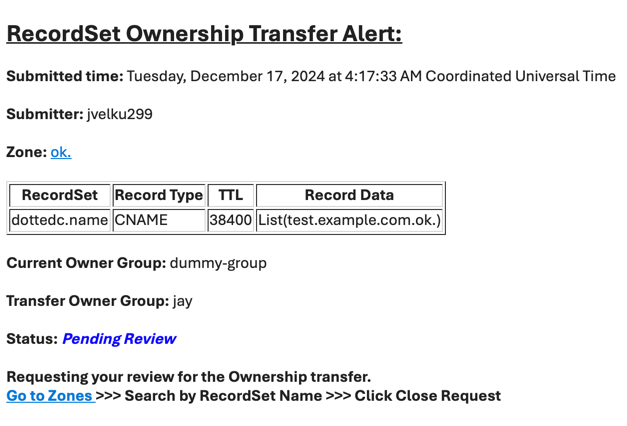 RecordSet Ownership Transfer Alert:
Submitted time: Tuesday, December 17, 2024 at 4:17:33 AM Coordinated Universal Time
Submitter: jvelku299
Zone: ok.
RecordSet Record Type TTL Record Data
dottedc.name CNAME 38400 List(test.example.com.ok.)
Current Owner Group: dummy-group
Transfer Owner Group: jay
Status: Pending Review
Requesting your review for the Ownership transfer.
Go to Zones >>> Search by RecordSet Name >>> Click Close Request